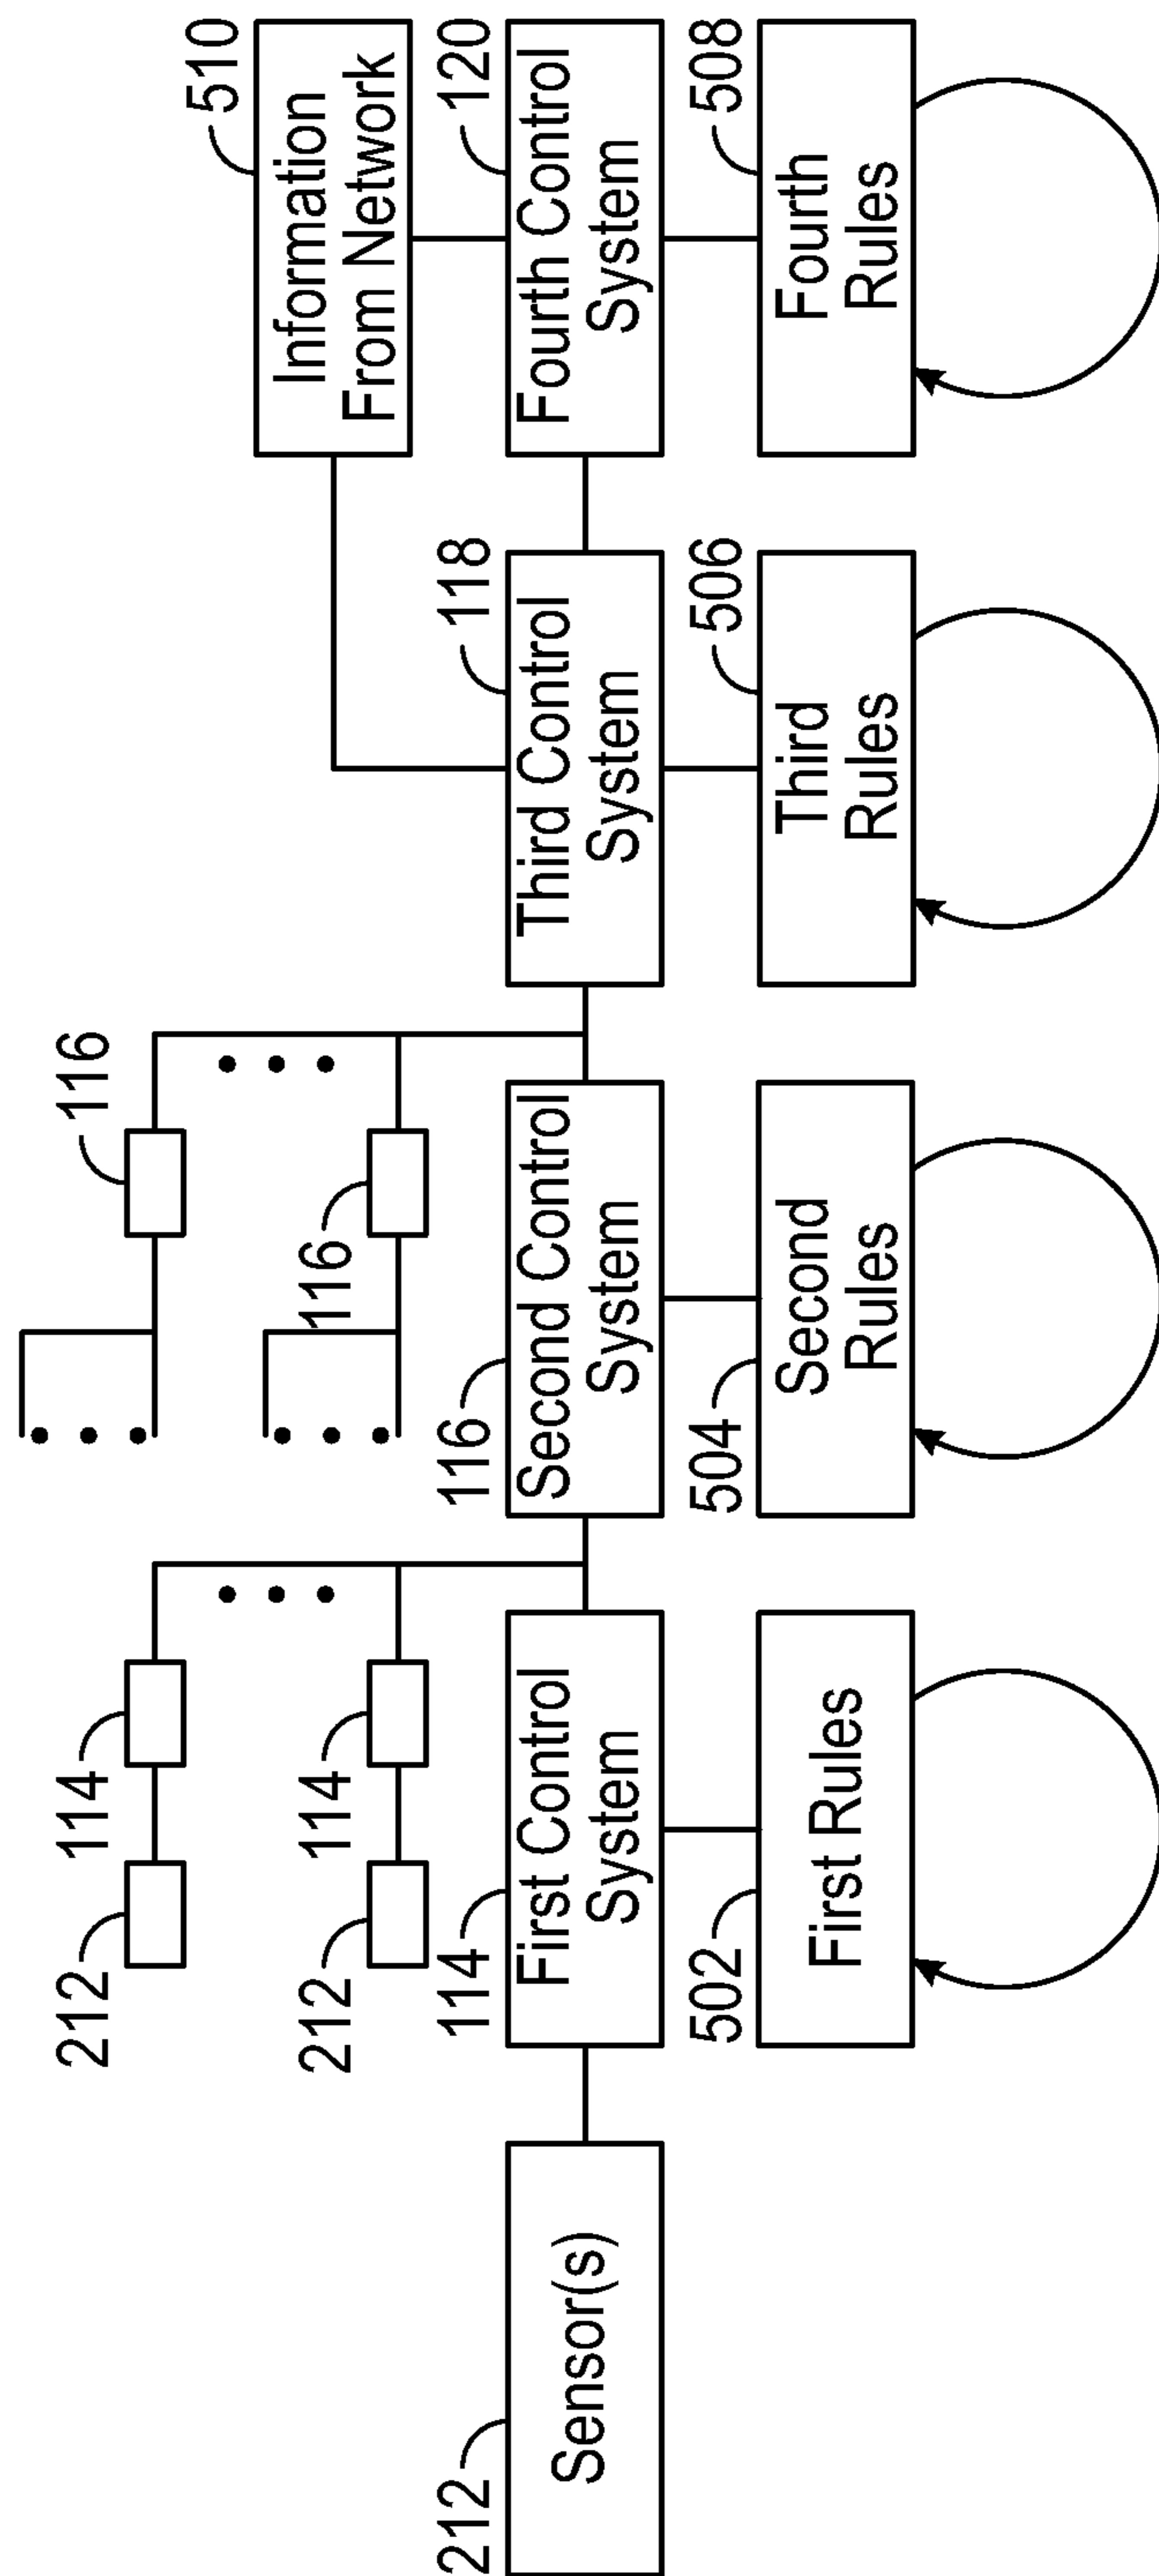 212
114
116
510
Information
From Network
212
114
116
212
114
116
118
120
Sensor(s)
First Control
System
Second Control
System
Third Control
System
Fourth Control
System
502
504
506
508
First Rules
Second
Rules
Third
Rules
Fourth
Rules